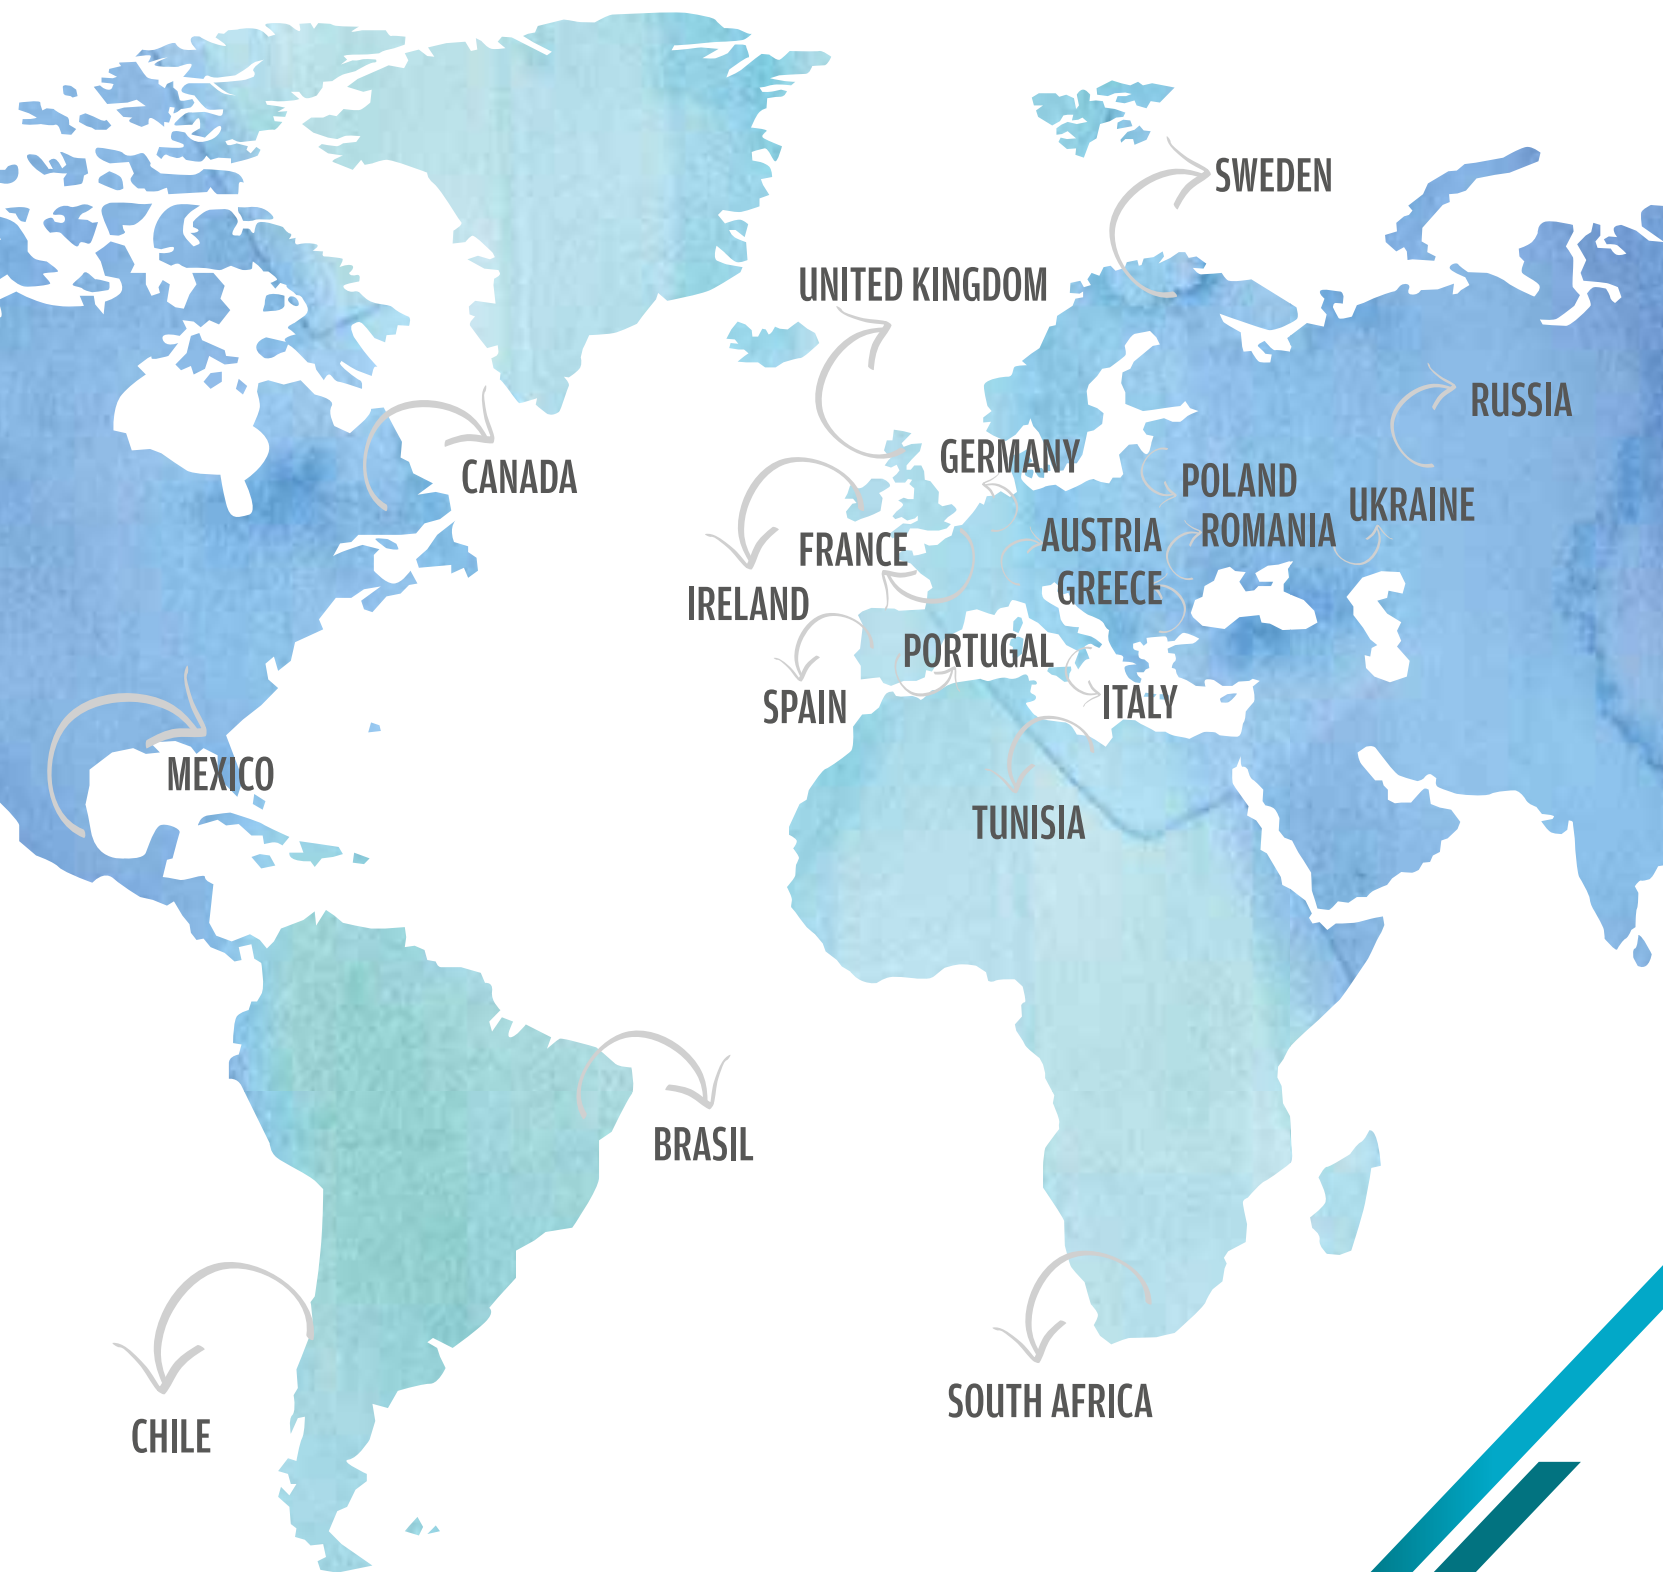 SWEDEN
UNITED KINGDOM
RUSSIA
GERMANY
CANADA
POLAND
UKRAINE
FRANCE
AUSTRIA
ROMANIA
GREECE
IRELAND
PORTUGAL
SPAIN
ITALY
MEXICO
TUNISIA
BRASIL
SOUTH AFRICA
CHILE